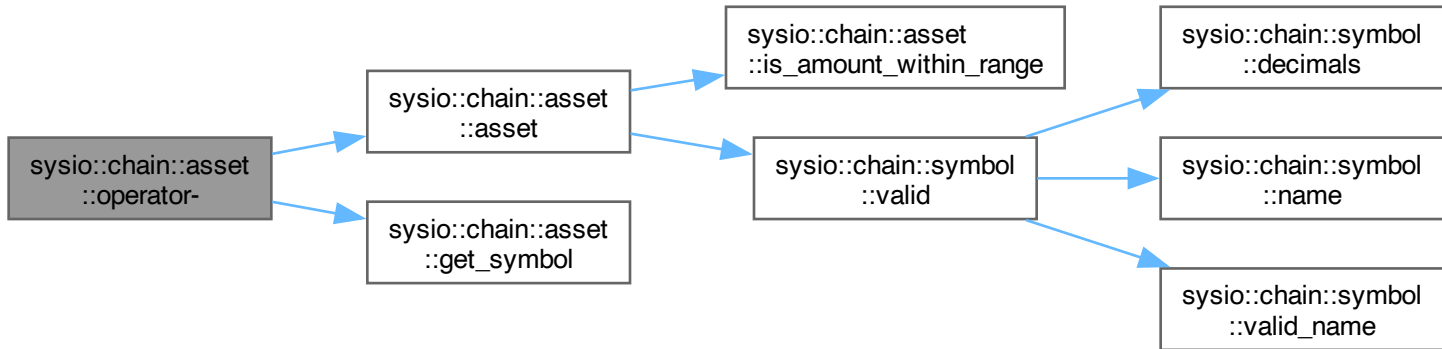 sysio::chain::asset
::operator-
sysio::chain::asset
::asset
sysio::chain::asset
::get_symbol
sysio::chain::asset
::is_amount_within_range
sysio::chain::symbol
::valid
sysio::chain::symbol
::decimals
sysio::chain::symbol
::name
sysio::chain::symbol
::valid_name